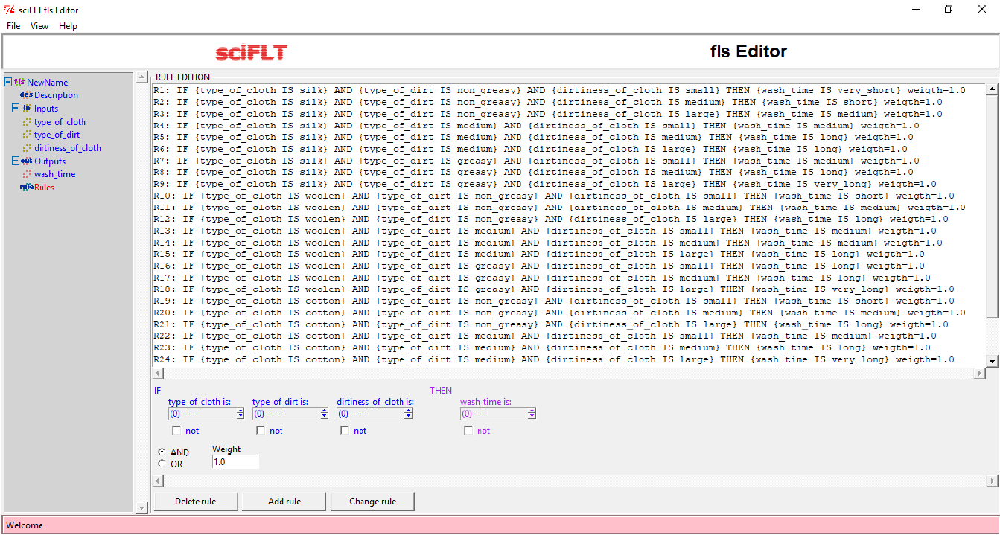 sciFLT fls Editor
File View Help
sciFLT
fls Editor
fls NewName
des Description
in Inputs
type_of_cloth
type_of_dirt
dirtiness_of_cloth
out Outputs
wash_time
rule Rules
RULE EDITION
R1: IF {type_of_cloth IS silk} AND {type_of_dirt IS non_greasy} AND {dirtiness_of_cloth IS small} THEN {wash_time IS very_short} weigth=1.0
R2: IF {type_of_cloth IS silk} AND {type_of_dirt IS non_greasy} AND {dirtiness_of_cloth IS medium} THEN {wash_time IS short} weigth=1.0
R3: IF {type_of_cloth IS silk} AND {type_of_dirt IS non_greasy} AND {dirtiness_of_cloth IS large} THEN {wash_time IS medium} weigth=1.0
R4: IF {type_of_cloth IS silk} AND {type_of_dirt IS medium} AND {dirtiness_of_cloth IS small} THEN {wash_time IS medium} weigth=1.0
R5: IF {type_of_cloth IS silk} AND {type_of_dirt IS medium} AND {dirtiness_of_cloth IS medium} THEN {wash_time IS long} weigth=1.0
R6: IF {type_of_cloth IS silk} AND {type_of_dirt IS medium} AND {dirtiness_of_cloth IS large} THEN {wash_time IS long} weigth=1.0
R7: IF {type_of_cloth IS silk} AND {type_of_dirt IS greasy} AND {dirtiness_of_cloth IS small} THEN {wash_time IS medium} weigth=1.0
R8: IF {type_of_cloth IS silk} AND {type_of_dirt IS greasy} AND {dirtiness_of_cloth IS medium} THEN {wash_time IS long} weigth=1.0
R9: IF {type_of_cloth IS silk} AND {type_of_dirt IS greasy} AND {dirtiness_of_cloth IS large} THEN {wash_time IS very_long} weigth=1.0
R10: IF {type_of_cloth IS woolen} AND {type_of_dirt IS non_greasy} AND {dirtiness_of_cloth IS small} THEN {wash_time IS short} weigth=1.0
R11: IF {type_of_cloth IS woolen} AND {type_of_dirt IS non_greasy} AND {dirtiness_of_cloth IS medium} THEN {wash_time IS medium} weigth=1.0
R12: IF {type_of_cloth IS woolen} AND {type_of_dirt IS non_greasy} AND {dirtiness_of_cloth IS large} THEN {wash_time IS long} weigth=1.0
R13: IF {type_of_cloth IS woolen} AND {type_of_dirt IS medium} AND {dirtiness_of_cloth IS small} THEN {wash_time IS medium} weigth=1.0
R14: IF {type_of_cloth IS woolen} AND {type_of_dirt IS medium} AND {dirtiness_of_cloth IS medium} THEN {wash_time IS medium} weigth=1.0
R15: IF {type_of_cloth IS woolen} AND {type_of_dirt IS medium} AND {dirtiness_of_cloth IS large} THEN {wash_time IS long} weigth=1.0
R16: IF {type_of_cloth IS woolen} AND {type_of_dirt IS greasy} AND {dirtiness_of_cloth IS small} THEN {wash_time IS long} weigth=1.0
R17: IF {type_of_cloth IS woolen} AND {type_of_dirt IS greasy} AND {dirtiness_of_cloth IS medium} THEN {wash_time IS long} weigth=1.0
R18: IF {type_of_cloth IS woolen} AND {type_of_dirt IS greasy} AND {dirtiness_of_cloth IS large} THEN {wash_time IS very_long} weigth=1.0
R19: IF {type_of_cloth IS cotton} AND {type_of_dirt IS non_greasy} AND {dirtiness_of_cloth IS small} THEN {wash_time IS short} weigth=1.0
R20: IF {type_of_cloth IS cotton} AND {type_of_dirt IS non_greasy} AND {dirtiness_of_cloth IS medium} THEN {wash_time IS medium} weigth=1.0
R21: IF {type_of_cloth IS cotton} AND {type_of_dirt IS non_greasy} AND {dirtiness_of_cloth IS large} THEN {wash_time IS long} weigth=1.0
R22: IF {type_of_cloth IS cotton} AND {type_of_dirt IS medium} AND {dirtiness_of_cloth IS small} THEN {wash_time IS medium} weigth=1.0
R23: IF {type_of_cloth IS cotton} AND {type_of_dirt IS medium} AND {dirtiness_of_cloth IS medium} THEN {wash_time IS long} weigth=1.0
R24: IF {type_of_cloth IS cotton} AND {type_of_dirt IS medium} AND {dirtiness_of_cloth IS large} THEN {wash_time IS very_long} weigth=1.0
IF THEN
type_of_cloth is: type_of_dirt is: dirtiness_of_cloth is: wash_time is:
(0) ---- (0) ---- (0) ---- (0) ----
not not not not
AND Weight
OR 1.0
Delete rule Add rule Change rule
Welcome